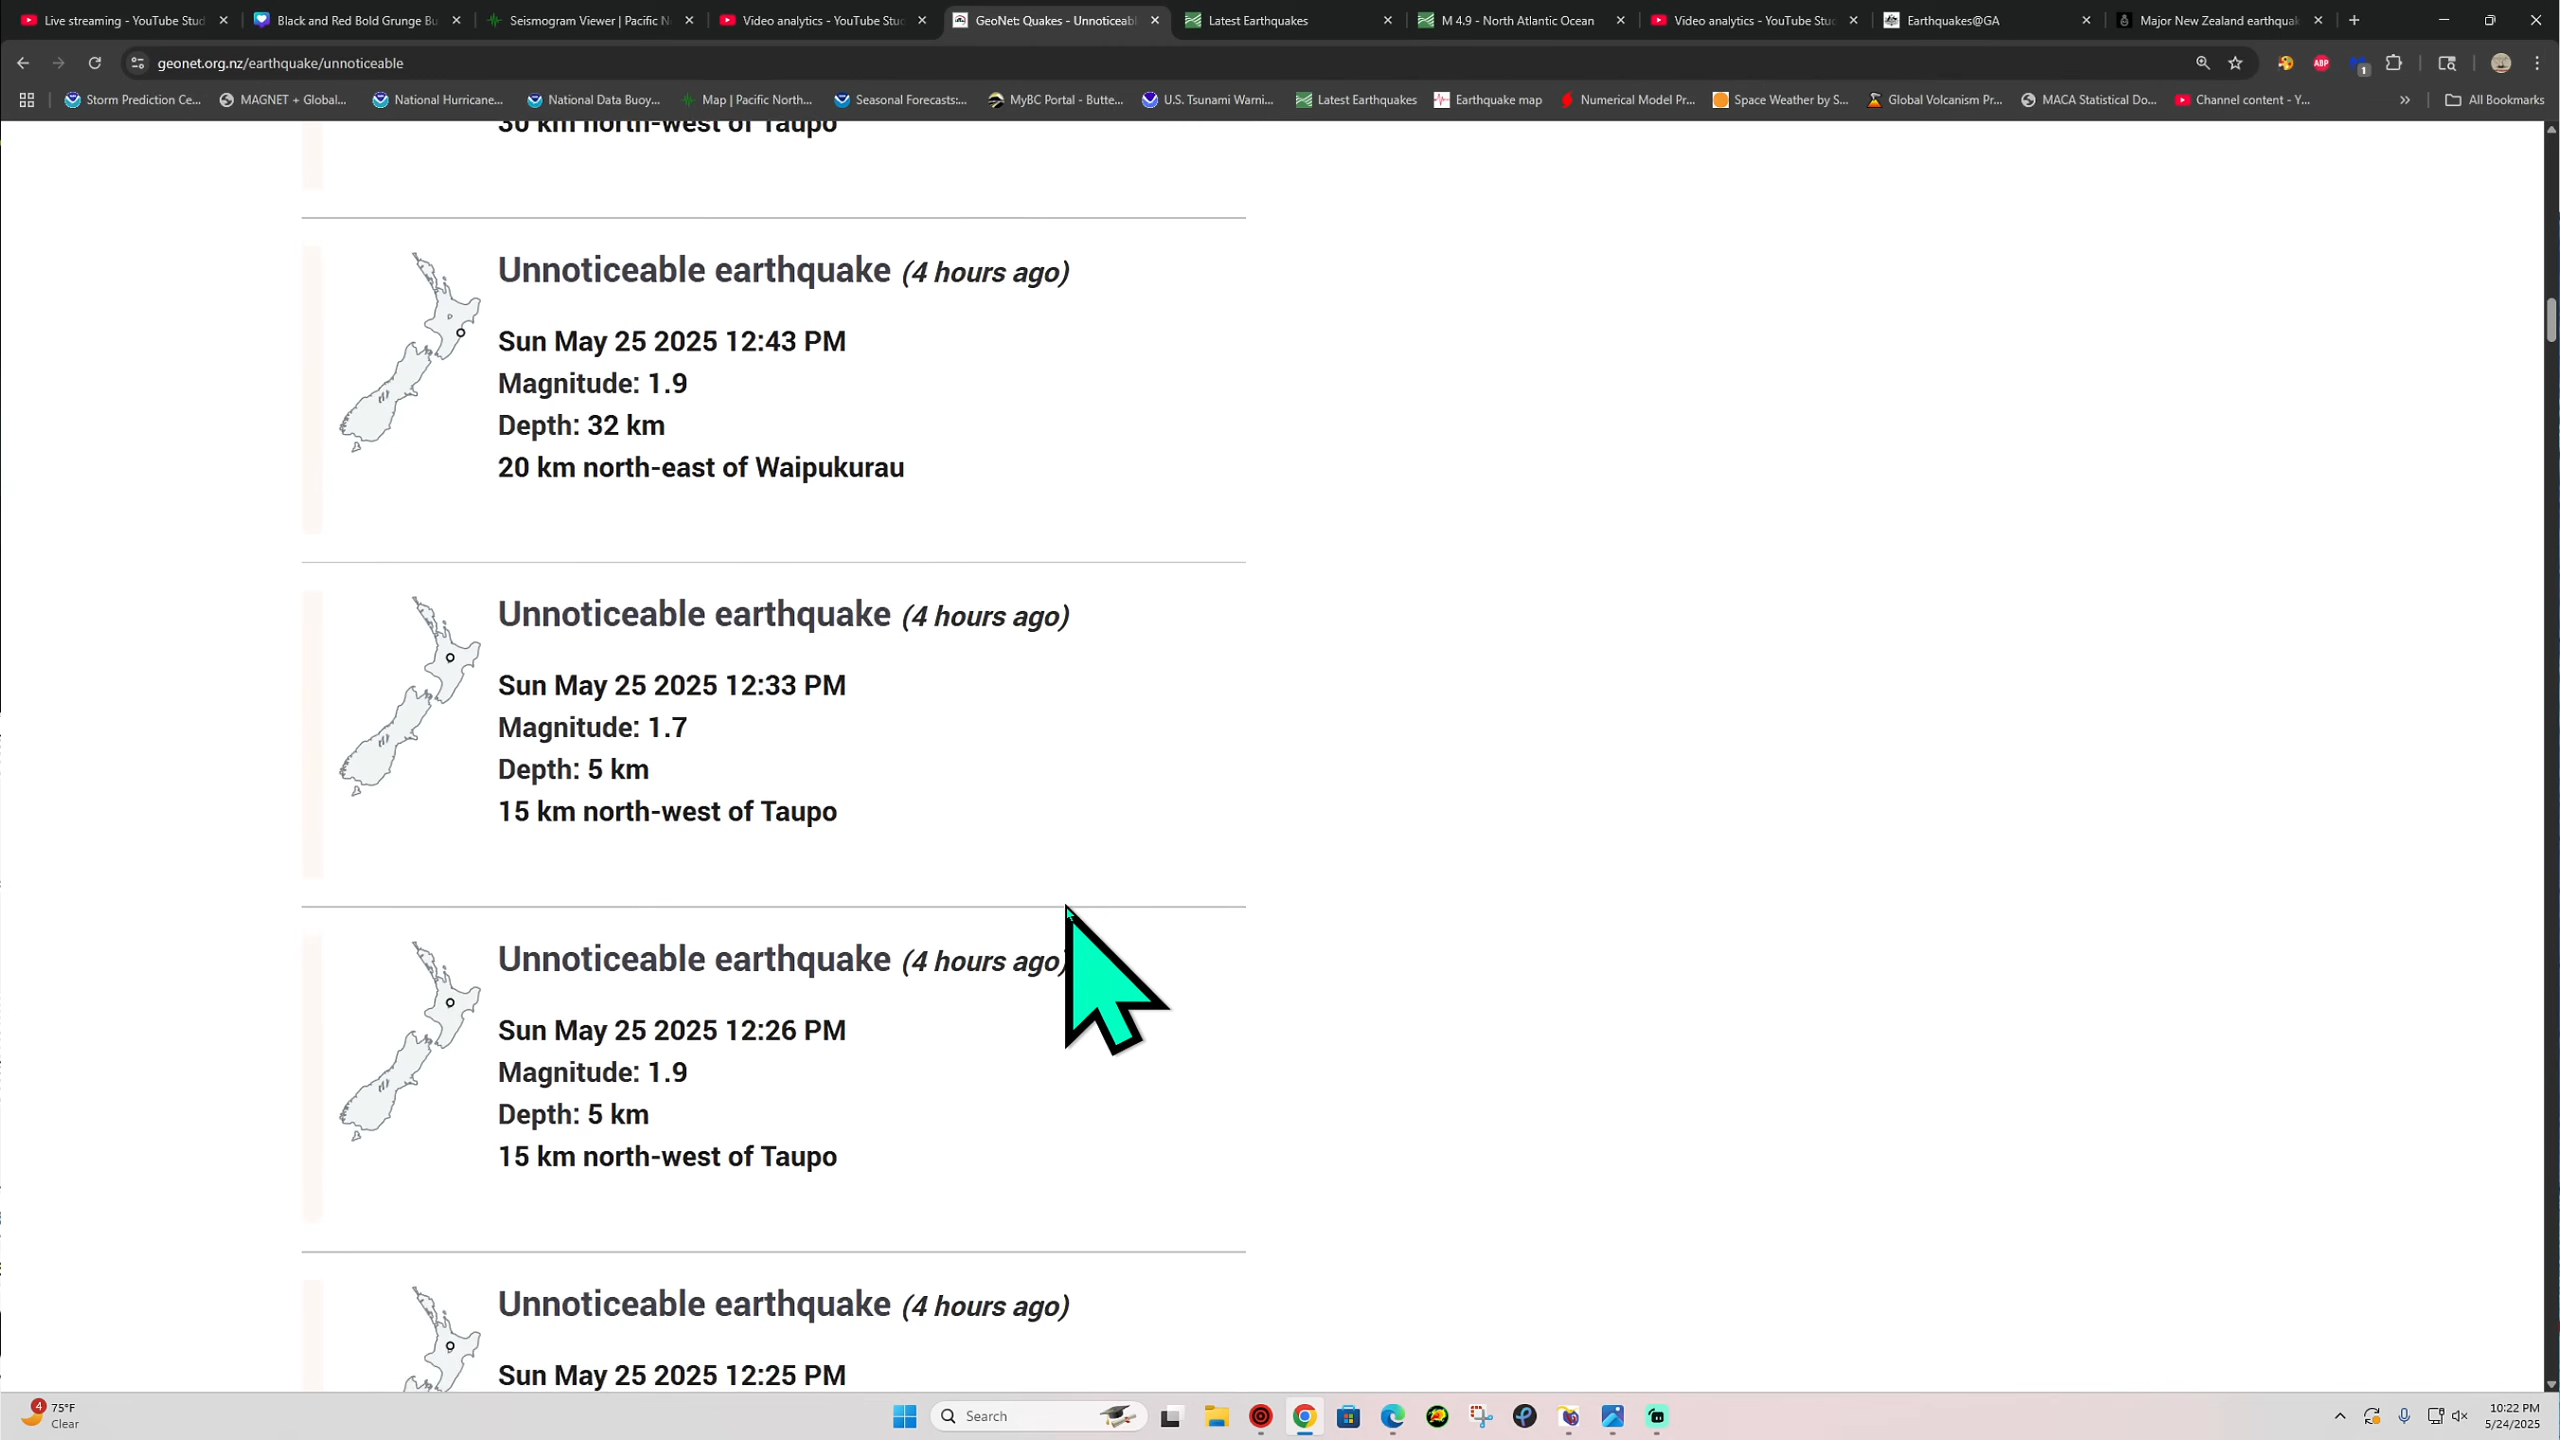 Live streaming - YouTube Stud
Black and Red Bold Grunge Bu
Seismogram Viewer | Pacific N
Video analytics - YouTube Stud
GeoNet: Quakes - Unnoticeabl
Latest Earthquakes
M 4.9 - North Atlantic Ocean
Video analytics - YouTube Stud
Earthquakes@GA
Major New Zealand earthquak
geonet.org.nz/earthquake/unnoticeable
ABP
1
Storm Prediction Ce...
MAGNET + Global...
National Hurricane...
National Data Buoy...
Map | Pacific North...
Seasonal Forecasts:...
MyBC Portal - Butte...
U.S. Tsunami Warni...
Latest Earthquakes
Earthquake map
Numerical Model Pr...
Space Weather by S...
Global Volcanism Pr...
MACA Statistical Do...
Channel content - Y...
All Bookmarks
30 km north-west of Taupo
Unnoticeable earthquake (4 hours ago)
Sun May 25 2025 12:43 PM
Magnitude: 1.9
Depth: 32 km
20 km north-east of Waipukurau
Unnoticeable earthquake (4 hours ago)
Sun May 25 2025 12:33 PM
Magnitude: 1.7
Depth: 5 km
15 km north-west of Taupo
Unnoticeable earthquake (4 hours ago)
Sun May 25 2025 12:26 PM
Magnitude: 1.9
Depth: 5 km
15 km north-west of Taupo
Unnoticeable earthquake (4 hours ago)
Sun May 25 2025 12:25 PM
4
75°F
Clear
Search
10:22 PM
5/24/2025